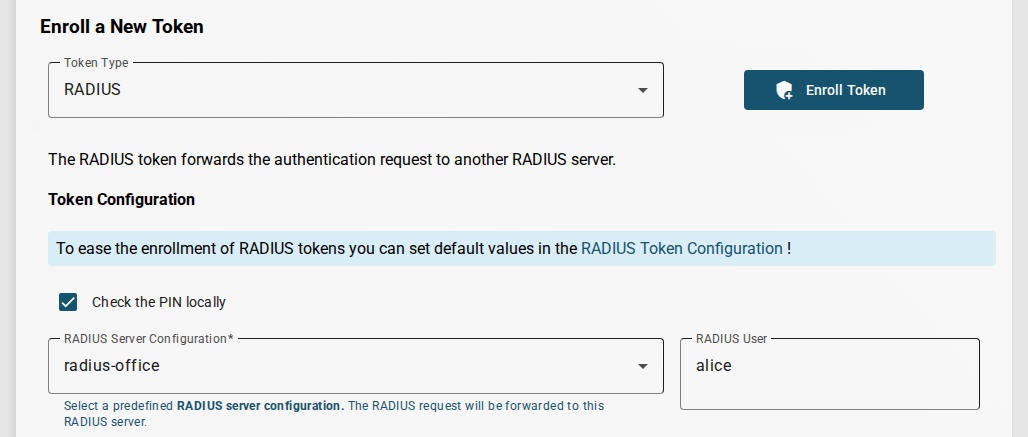 Enroll a New Token
Token Type
RADIUS
Enroll Token
The RADIUS token forwards the authentication request to another RADIUS server.
Token Configuration
To ease the enrollment of RADIUS tokens you can set default values in the RADIUS Token Configuration !
Check the PIN locally
RADIUS Server Configuration*
radius-office
RADIUS User
alice
Select a predefined RADIUS server configuration. The RADIUS request will be forwarded to this
RADIUS server.